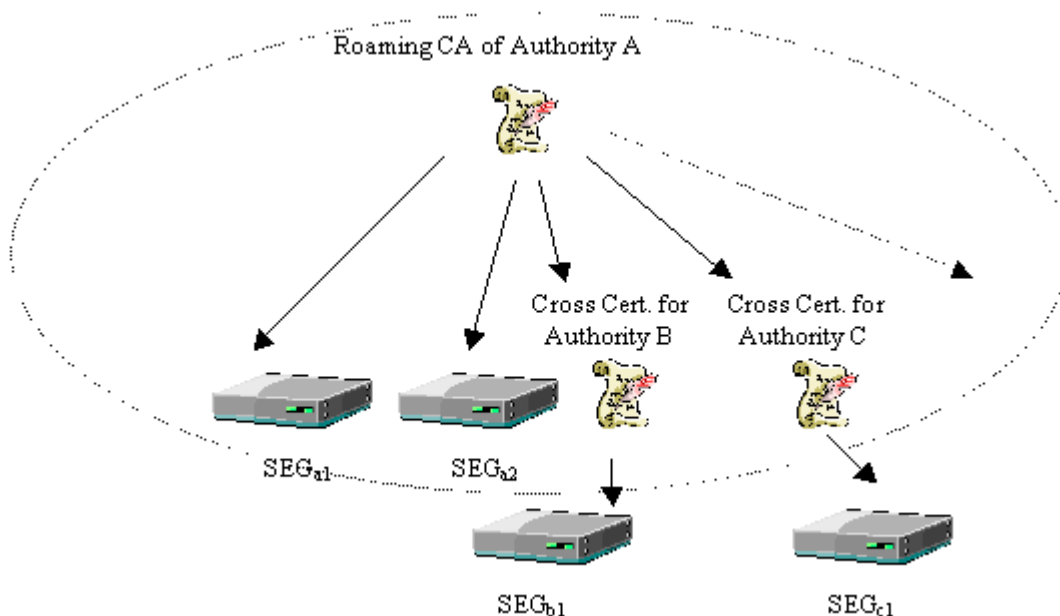 Roaming CA of Authority A
Cross Cert. for
Authority B
Cross Cert. for
Authority C
SEGa1
SEGa2
SEGb1
SEGc1